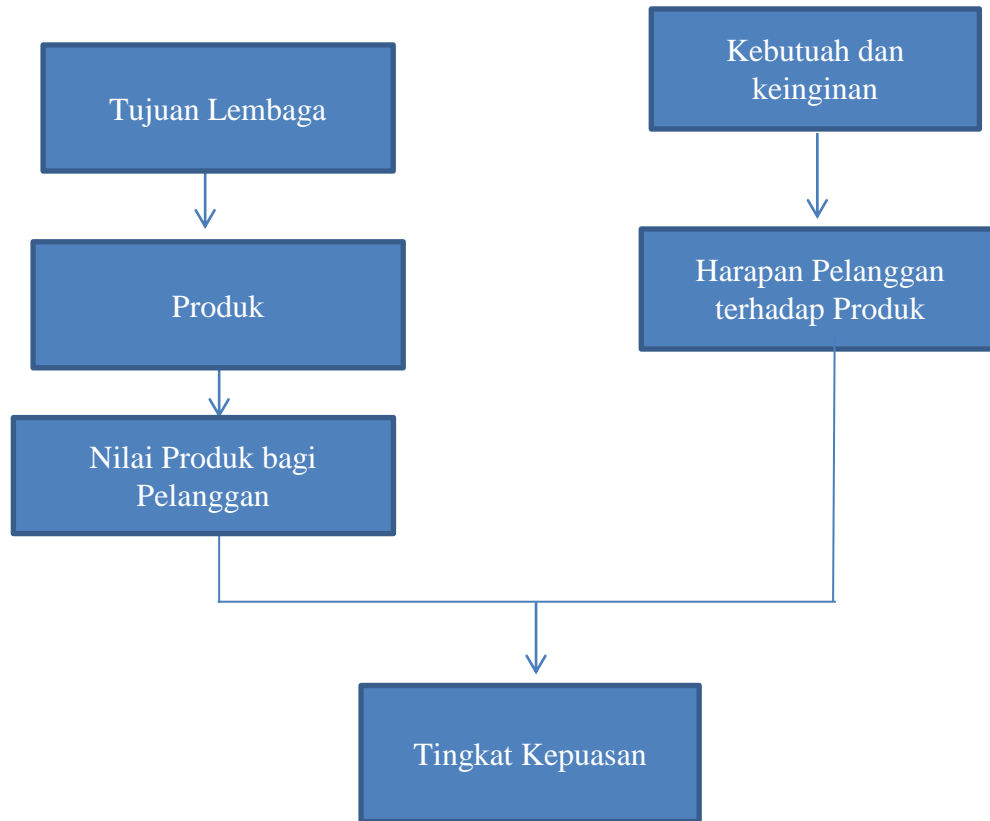 Tujuan Lembaga
Kebutuah dan
keinginan
Produk
Harapan Pelanggan
terhadap Produk
Nilai Produk bagi
Pelanggan
Tingkat Kepuasan